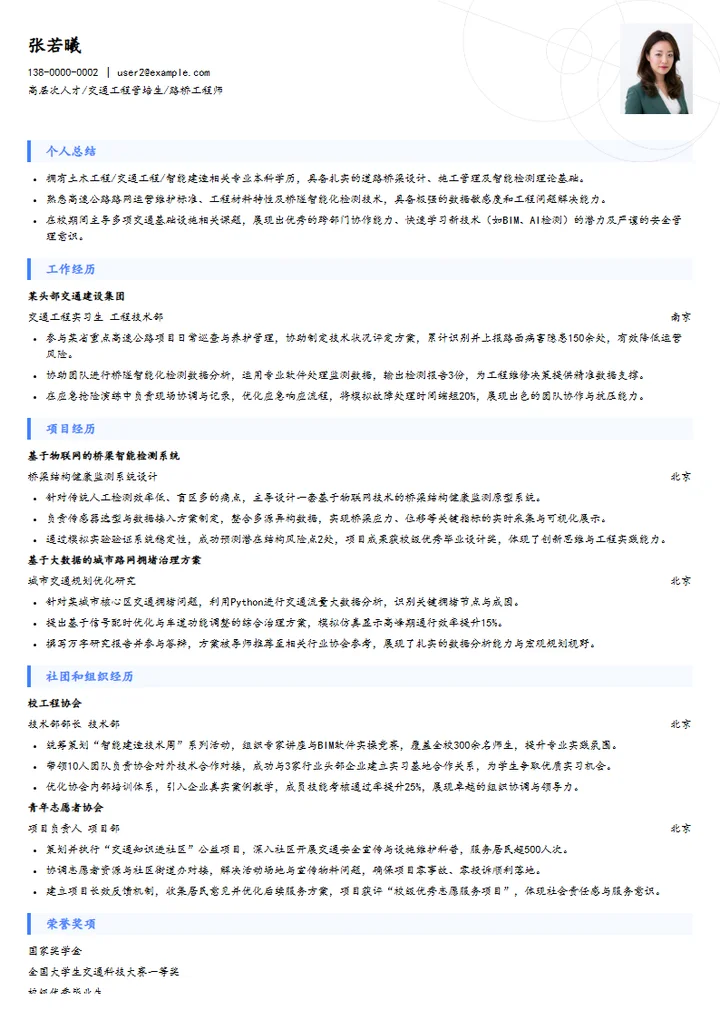 张若曦
138-0000-0002 | user2@example.com
高层次人才/交通工程管培生/路桥工程师
个人总结
• 拥有土木工程/交通工程/智能建造相关专业本科学历，具备扎实的道路桥梁设计、施工管理及智能检测理论基础。
• 熟悉高速公路路网运营维护标准、工程材料特性及桥隧智能化检测技术，具备极强的数据敏感度和工程问题解决能力。
• 在校期间主导多项交通基础设施相关课题，展现出优秀的跨部门协作能力、快速学习新技术（如BIM、AI检测）的潜力及严谨的安全管
理意识。
工作经历
某头部交通建设集团
交通工程实习生 工程技术部 南京
• 参与某省重点高速公路项目日常巡查与养护管理，协助制定技术状况评定方案，累计识别并上报路面病害隐患150余处，有效降低运营
风险。
• 协助团队进行桥隧智能化检测数据分析，运用专业软件处理监测数据，输出检测报告3份，为工程维修决策提供精准数据支撑。
• 在应急抢险演练中负责现场协调与记录，优化应急响应流程，将模拟故障处理时间缩短20%，展现出色的团队协作与抗压能力。
项目经历
基于物联网的桥梁智能检测系统
桥梁结构健康监测系统设计 北京
• 针对传统人工检测效率低、盲区多的痛点，主导设计一套基于物联网技术的桥梁结构健康监测原型系统。
• 负责传感器选型与数据接入方案制定，整合多源异构数据，实现桥梁应力、位移等关键指标的实时采集与可视化展示。
• 通过模拟实验验证系统稳定性，成功预测潜在结构风险点2处，项目成果获校级优秀毕业设计奖，体现了创新思维与工程实践能力。
基于大数据的城市路网拥堵治理方案
城市交通规划优化研究 北京
• 针对某城市核心区交通拥堵问题，利用Python进行交通流量大数据分析，识别关键拥堵节点与成因。
• 提出基于信号配时优化与车道功能调整的综合治理方案，模拟仿真显示高峰期通行效率提升15%。
• 撰写万字研究报告并参与答辩，方案被导师推荐至相关行业协会参考，展现了扎实的数据分析能力与宏观规划视野。
社团和组织经历
校工程协会
技术部部长 技术部 北京
• 统筹策划“智能建造技术周”系列活动，组织专家讲座与BIM软件实操竞赛，覆盖全校300余名师生，提升专业实践氛围。
• 带领10人团队负责协会对外技术合作对接，成功与3家行业头部企业建立实习基地合作关系，为学生争取优质实习机会。
• 优化协会内部培训体系，引入企业真实案例教学，成员技能考核通过率提升25%，展现卓越的组织协调与领导力。
青年志愿者协会
项目负责人 项目部 北京
• 策划并执行“交通知识进社区”公益项目，深入社区开展交通安全宣传与设施维护科普，服务居民超500人次。
• 协调志愿者资源与社区街道办对接，解决活动场地与宣传物料问题，确保项目零事故、零投诉顺利落地。
• 建立项目长效反馈机制，收集居民意见并优化后续服务方案，项目获评“校级优秀志愿服务项目”，体现社会责任感与服务意识。
荣誉奖项
国家奖学金
全国大学生交通科技大赛一等奖
校级优秀毕业生